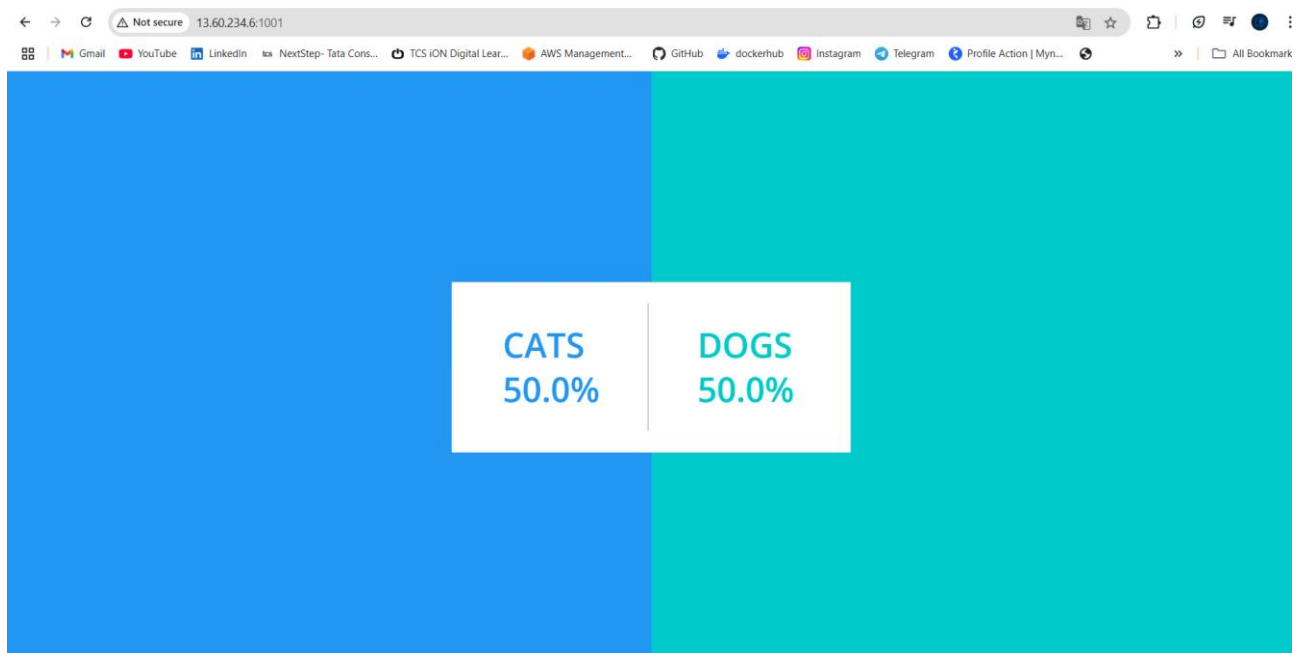 Not secure 13.60.234.6:1001
Gmail YouTube LinkedIn tcs NextStep- Tata Cons... TCS iON Digital Lear... AWS Management... GitHub dockerhub Instagram Telegram Profile Action | Myn... » All Bookmark
CATS DOGS
50.0% 50.0%